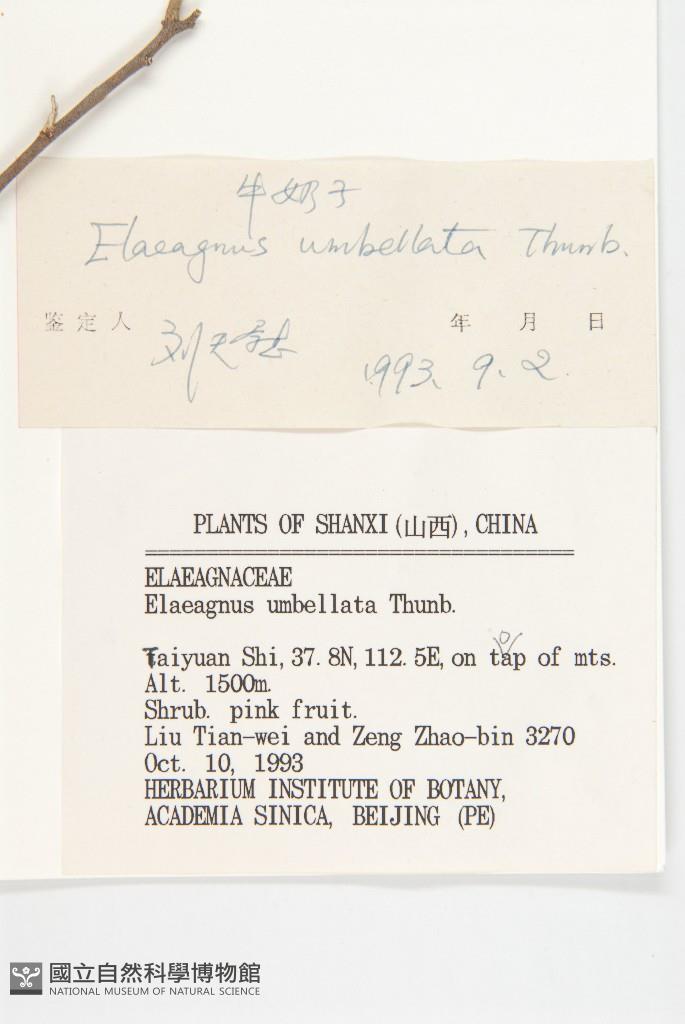 牛奶子
Elaeagnus umbellata Thunb.
鉴定人 刘天 年 月 日
1993. 9. 2.
PLANTS OF SHANXI (山西), CHINA
ELAEAGNACEAE
Elaeagnus umbellata Thunb.
o
Taiyuan Shi, 37.8N, 112.5E, on tap of mts.
Alt. 1500m.
Shrub. pink fruit.
Liu Tian-wei and Zeng Zhao-bin 3270
Oct. 10, 1993
HERBARIUM INSTITUTE OF BOTANY,
ACADEMIA SINICA, BEIJING (PE)
國立自然科學博物館
NATIONAL MUSEUM OF NATURAL SCIENCE